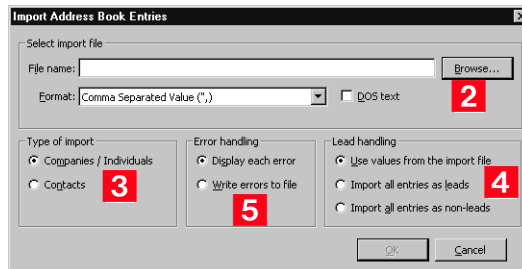 Import Address Book Entries
Select import file
File name:
Browse...
Format: Comma Separated Value (",)
DOS text
2
Type of import
Companies / Individuals
Contacts
3
Error handling
Display each error
Write errors to file
5
Lead handling
Use values from the import file
Import all entries as leads
Import all entries as non-leads
4
OK
Cancel